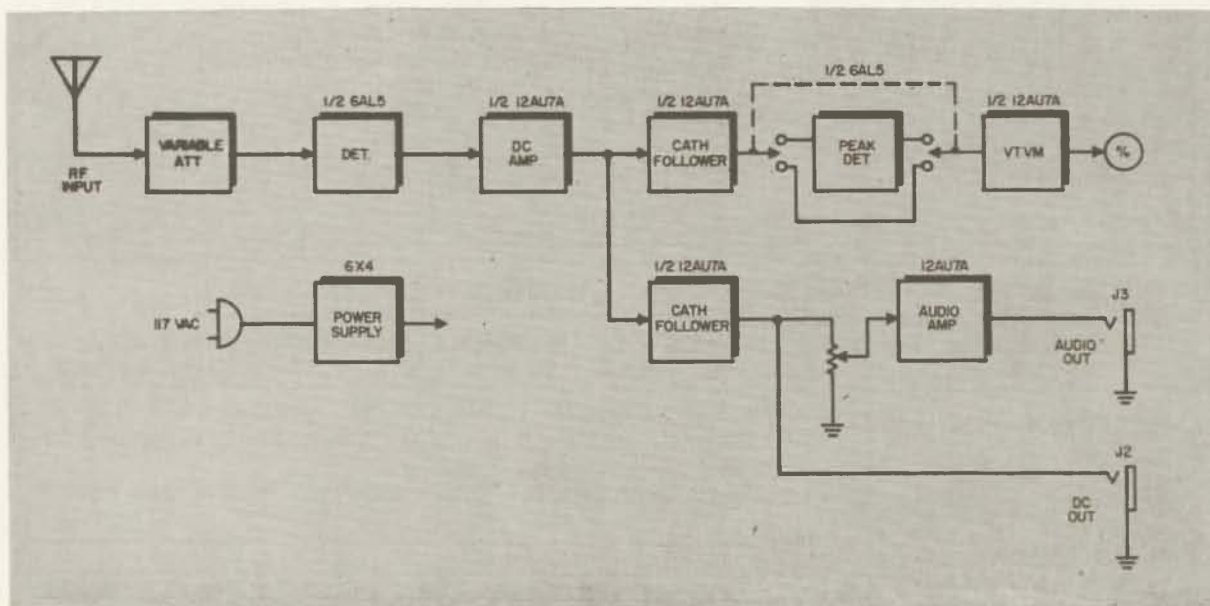 1/2 6AL5
1/2 6AL5
1/2 12AU7A
1/2 12AU7A
1/2 12AU7A
RF
INPUT
VARIABLE
ATT
DET.
DC
AMP
CATH
FOLLOWER
PEAK
DET
VTVM
%
6X4
1/2 12AU7A
12AU7A
117 VAC
POWER
SUPPLY
CATH
FOLLOWER
AUDIO
AMP
J3
AUDIO
OUT
J2
DC
OUT